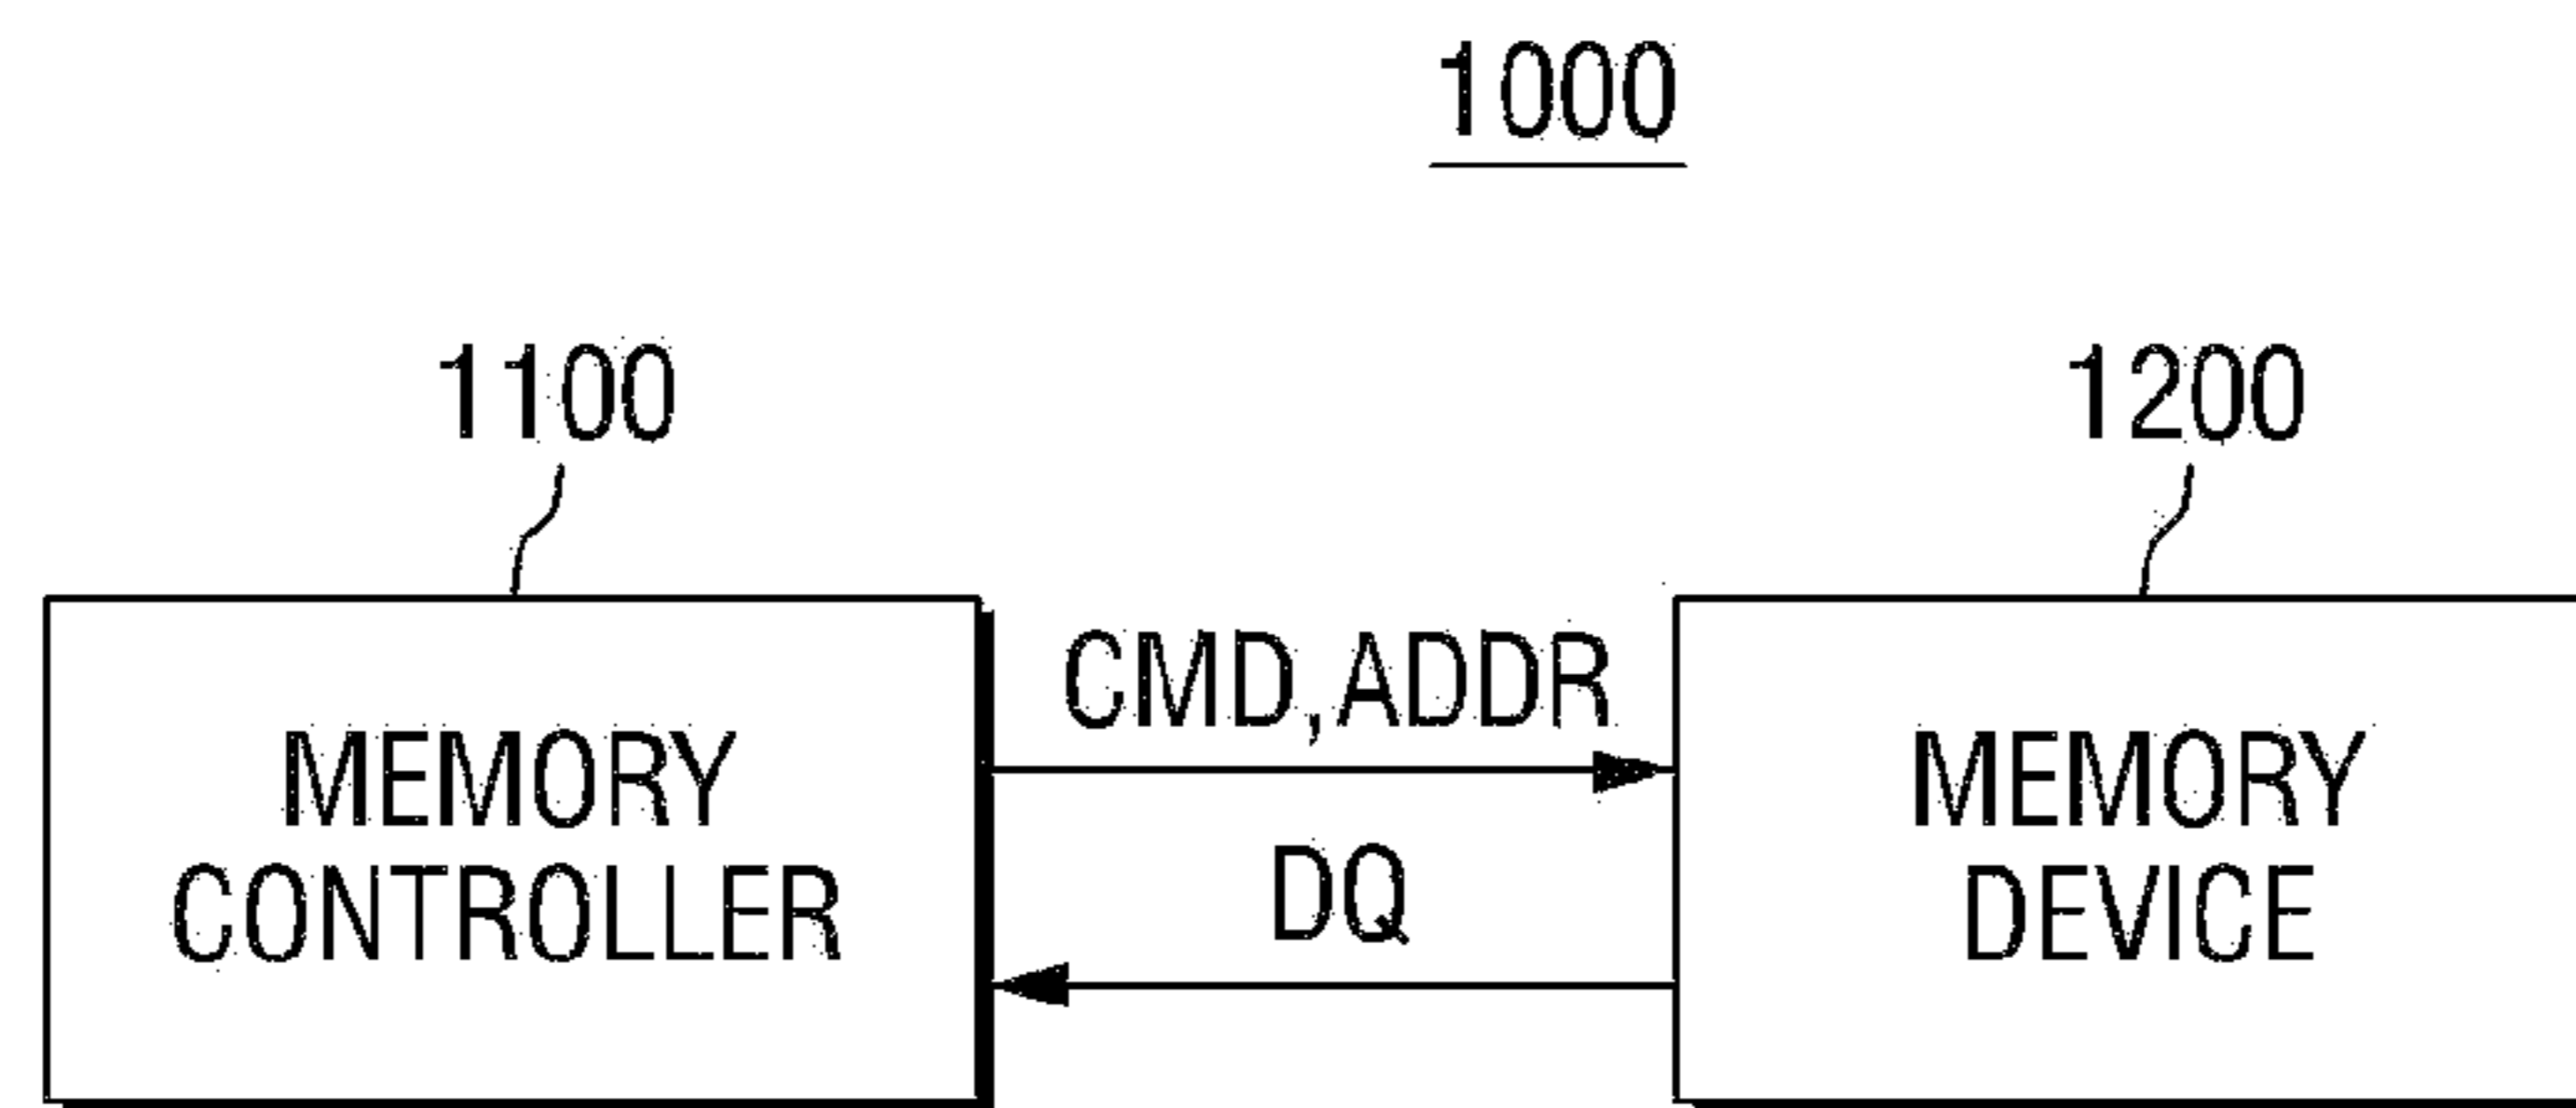 1000
1100
1200
CMD,ADDR
MEMORY
CONTROLLER
DQ
MEMORY
DEVICE